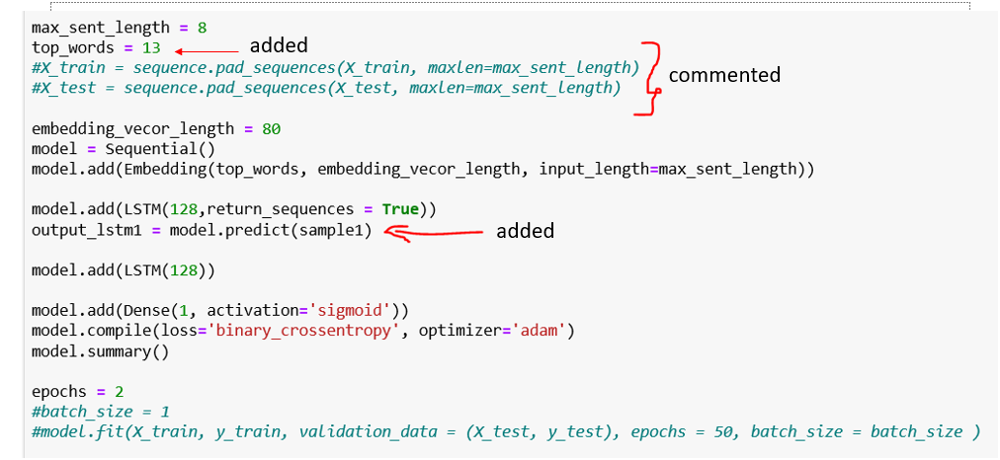 max_sent_length = 8
top_words = 13 added
#X_train = sequence.pad_sequences(X_train, maxlen=max_sent_length)
commented
#X_test = sequence.pad_sequences(X_test, maxlen=max_sent_length)
embedding_vecor_length = 80
model = Sequential()
model.add(Embedding(top_words, embedding_vecor_length, input_length=max_sent_length))
model.add(LSTM(128,return_sequences = True))
output_lstm1 = model.predict(sample1) added
model.add(LSTM(128))
model.add(Dense(1, activation='sigmoid'))
model.compile(loss='binary_crossentropy', optimizer='adam')
model.summary()
epochs = 2
#batch_size = 1
#model.fit(X_train, y_train, validation_data = (X_test, y_test), epochs = 50, batch_size = batch_size )